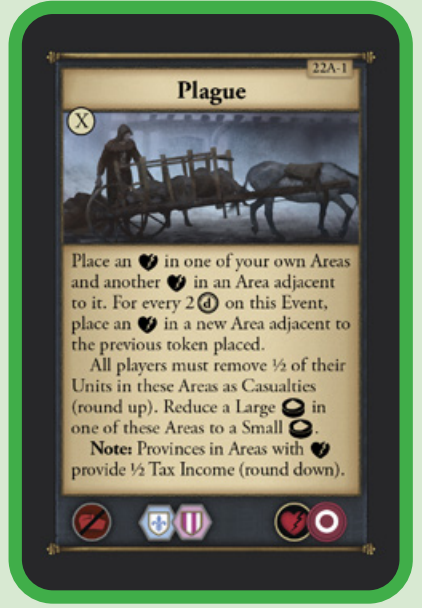 22A-1
Plague
X
Place an in one of your own Areas
and another in an Area adjacent
to it. For every 2 d on this Event,
place an in a new Area adjacent to
the previous token placed.
All players must remove ½ of their
Units in these Areas as Casualties
(round up). Reduce a Large in
one of these Areas to a Small .
Note: Provinces in Areas with
provide ½ Tax Income (round down).